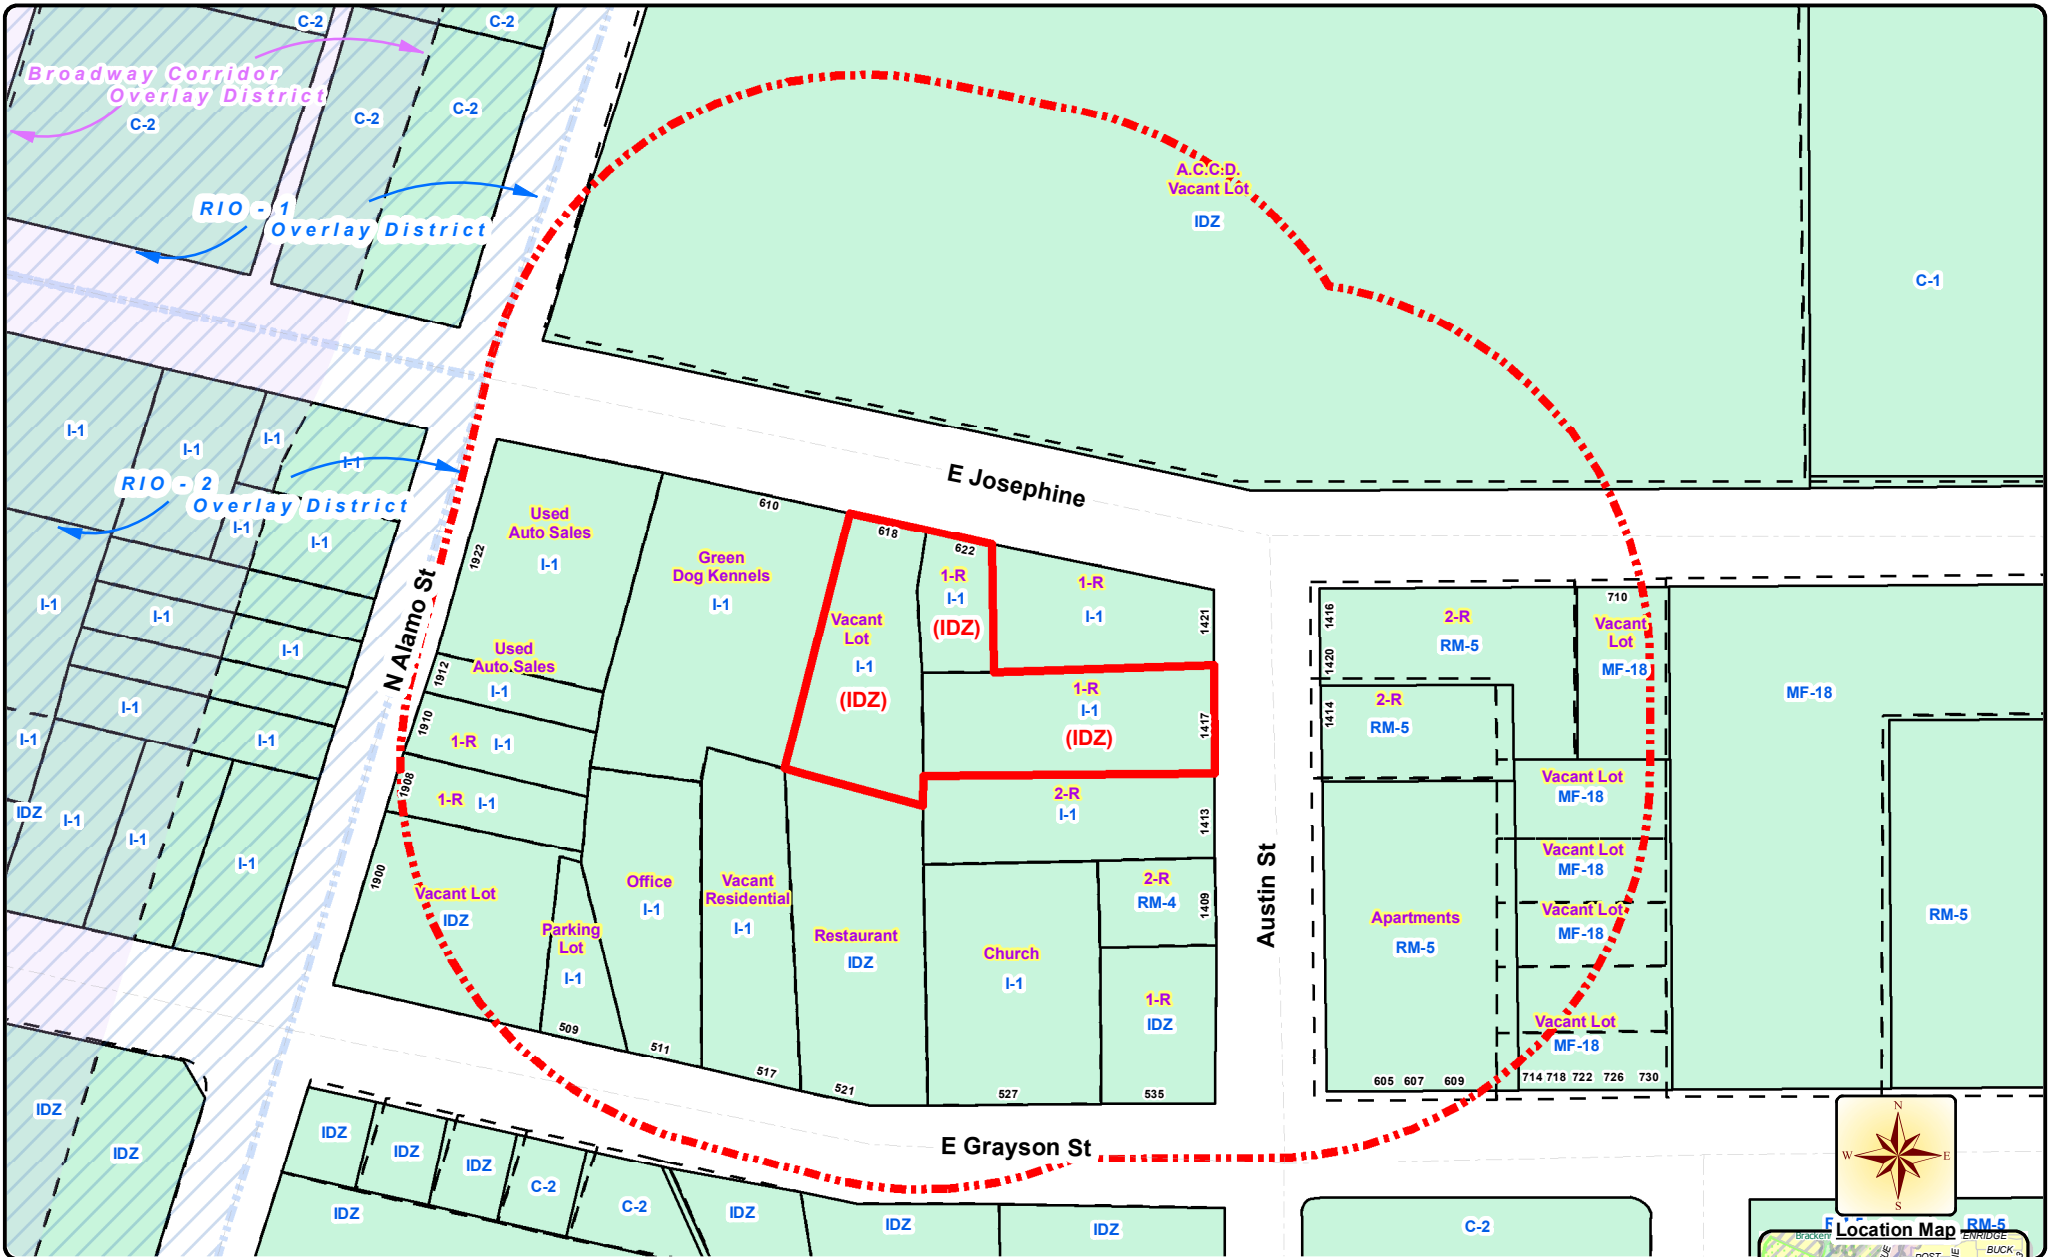 C-2
C-2
Broadway Corridor
Overlay District
C-2
C-2
C-2
A.C.C.D.
Vacant Lot
IDZ
RIO - 1
Overlay District
C-1
I-1
I-1
I-1
I-1
RIO - 2
Overlay District
I-1
I-1
I-1
I-1
I-1
I-1
I-1
I-1
IDZ
I-1
I-1
I-1
N Alamo St
E Josephine
Used
Auto Sales
I-1
1922
610
Green
Dog Kennels
I-1
618
622
Vacant
Lot
I-1
(IDZ)
1-R
I-1
(IDZ)
1-R
I-1
1421
Used
Auto Sales
I-1
1912
1910
1-R I-1
1908
1-R I-1
1-R
I-1
(IDZ)
1417
2-R
I-1
1413
1900
Vacant Lot
IDZ
Parking
Lot
I-1
509
Office
I-1
511
Vacant
Residential
I-1
517
Restaurant
IDZ
521
Church
I-1
527
2-R
RM-4
1409
1-R
IDZ
535
Austin St
1416
1420
2-R
RM-5
710
Vacant
Lot
MF-18
MF-18
1414
2-R
RM-5
Vacant Lot
MF-18
Vacant Lot
MF-18
Vacant Lot
MF-18
Vacant Lot
MF-18
Apartments
RM-5
RM-5
605 607 609
714 718 722 726 730
E Grayson St
IDZ
IDZ
IDZ
IDZ
IDZ
C-2
C-2
IDZ
IDZ
IDZ
IDZ
C-2
RM-5
N
W
E
S
Location Map
ENRIDGE
BUCK